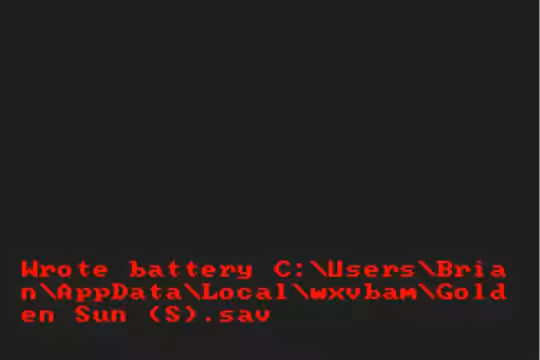 Wrote battery C:\Users\Bria
n\AppData\Local\wxvbam\Gold
en Sun (S).sav